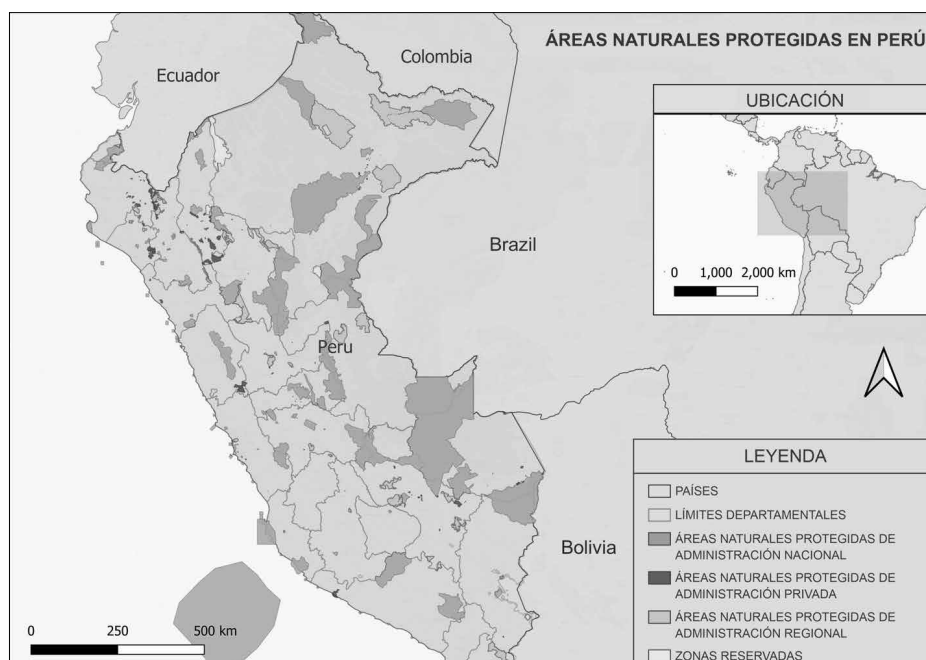 ÁREAS NATURALES PROTEGIDAS EN PERÚ
Ecuador
Colombia
Brazil
Peru
Bolivia
UBICACIÓN
0 1,000 2,000 km
LEYENDA
PAÍSES
LÍMITES DEPARTAMENTALES
ÁREAS NATURALES PROTEGIDAS DE
ADMINISTRACIÓN NACIONAL
ÁREAS NATURALES PROTEGIDAS DE
ADMINISTRACIÓN PRIVADA
ÁREAS NATURALES PROTEGIDAS DE
ADMINISTRACIÓN REGIONAL
ZONAS RESERVADAS
0 250 500 km